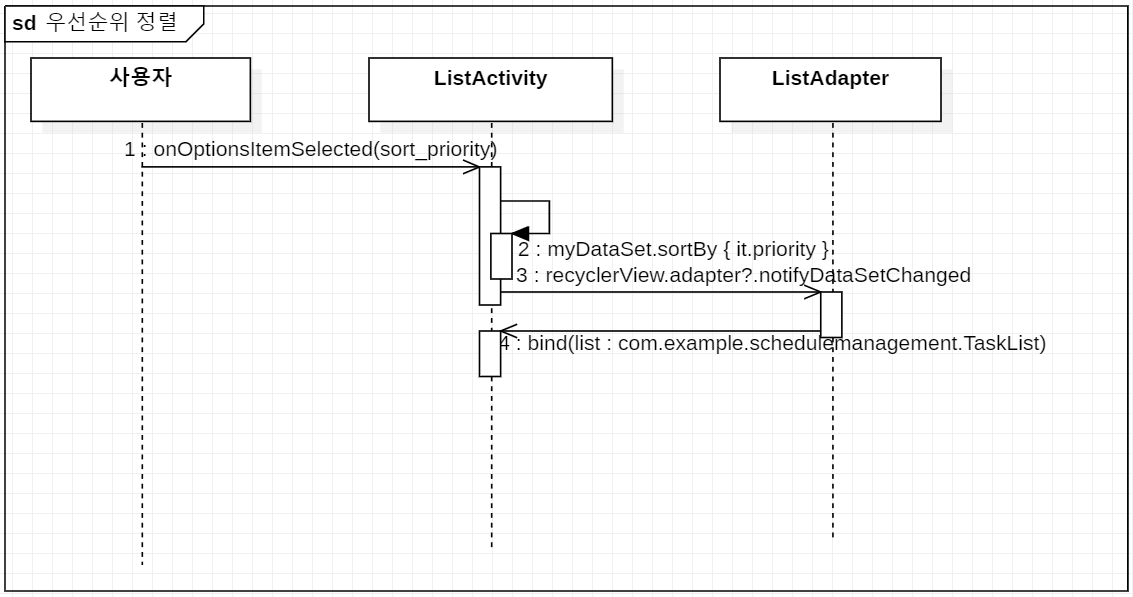 sd 우선순위 정렬
사용자
ListActivity
ListAdapter
1 : onOptionsItemSelected(sort_priority)
2 : myDataSet.sortBy { it.priority }
3 : recyclerView.adapter?.notifyDataSetChanged
4 : bind(list : com.example.schedulemanagement.TaskList)